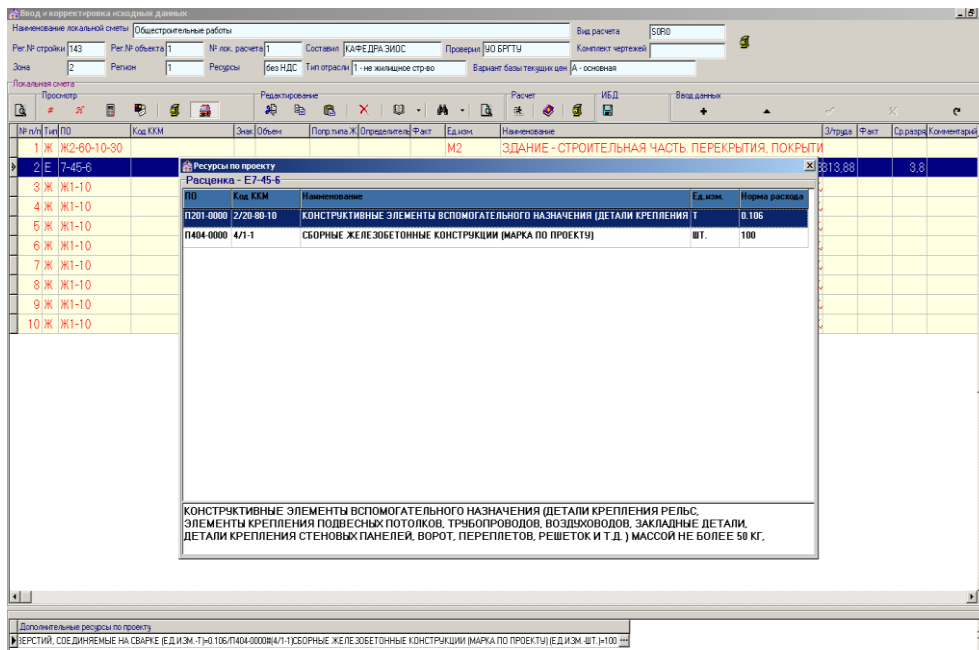 Ввод и корректировка исходных данных
Наименование локальной сметы Общестроительные работы Вид расчета SOR0
Рег.№ стройки 143 Рег.№ объекта 1 № лок. расчета 1 Составил КАФЕДРА ЭИОС Проверил УО БРГТУ Комплект чертежей
Зона 2 Регион 1 Ресурсы без НДС Тип отрасли 1 - не жилищное стр-во Вариант базы текущих цен А - основная
Локальная смета
Просмотр Редактирование Расчет ИБД Ввод данных
№ п/п Тип ПО Код ККМ Знак Объем Попр.типа.Ж Определитель Факт Ед.изм. Наименование З/труда Факт Ср.разря Комментарий
1 Ж Ж2-60-10-30 М2 ЗДАНИЕ - СТРОИТЕЛЬНАЯ ЧАСТЬ. ПЕРЕКРЫТИЯ, ПОКРЫТИ
2 Е 7-45-6 813,88 3,8
3 Ж Ж1-10
4 Ж Ж1-10
5 Ж Ж1-10
6 Ж Ж1-10
7 Ж Ж1-10
8 Ж Ж1-10
9 Ж Ж1-10
10 Ж Ж1-10
Ресурсы по проекту
Расценка - Е7-45-6
ПО Код ККМ Наименование Ед.изм. Норма расхода
П201-0000 2/20-80-10 КОНСТРУКТИВНЫЕ ЭЛЕМЕНТЫ ВСПОМОГАТЕЛЬНОГО НАЗНАЧЕНИЯ (ДЕТАЛИ КРЕПЛЕНИЯ Т 0.106
П404-0000 4/1-1 СБОРНЫЕ ЖЕЛЕЗОБЕТОННЫЕ КОНСТРУКЦИИ (МАРКА ПО ПРОЕКТУ) ШТ. 100
КОНСТРУКТИВНЫЕ ЭЛЕМЕНТЫ ВСПОМОГАТЕЛЬНОГО НАЗНАЧЕНИЯ (ДЕТАЛИ КРЕПЛЕНИЯ РЕЛЬС,
ЭЛЕМЕНТЫ КРЕПЛЕНИЯ ПОДВЕСНЫХ ПОТОЛКОВ, ТРУБОПРОВОДОВ, ВОЗДУХОВОДОВ, ЗАКЛАДНЫЕ ДЕТАЛИ,
ДЕТАЛИ КРЕПЛЕНИЯ СТЕНОВЫХ ПАНЕЛЕЙ, ВОРОТ, ПЕРЕПЛЕТОВ, РЕШЕТОК И Т.Д. ) МАССОЙ НЕ БОЛЕЕ 50 КГ,
Дополнительные ресурсы по проекту
ВЕРСТИЙ, СОЕДИНЯЕМЫЕ НА СВАРКЕ (ЕД.ИЗМ.-Т)=0.106/П404-0000#(4/1-1)СБОРНЫЕ ЖЕЛЕЗОБЕТОННЫЕ КОНСТРУКЦИИ (МАРКА ПО ПРОЕКТУ) (ЕД.ИЗМ-ШТ.)=100 ...